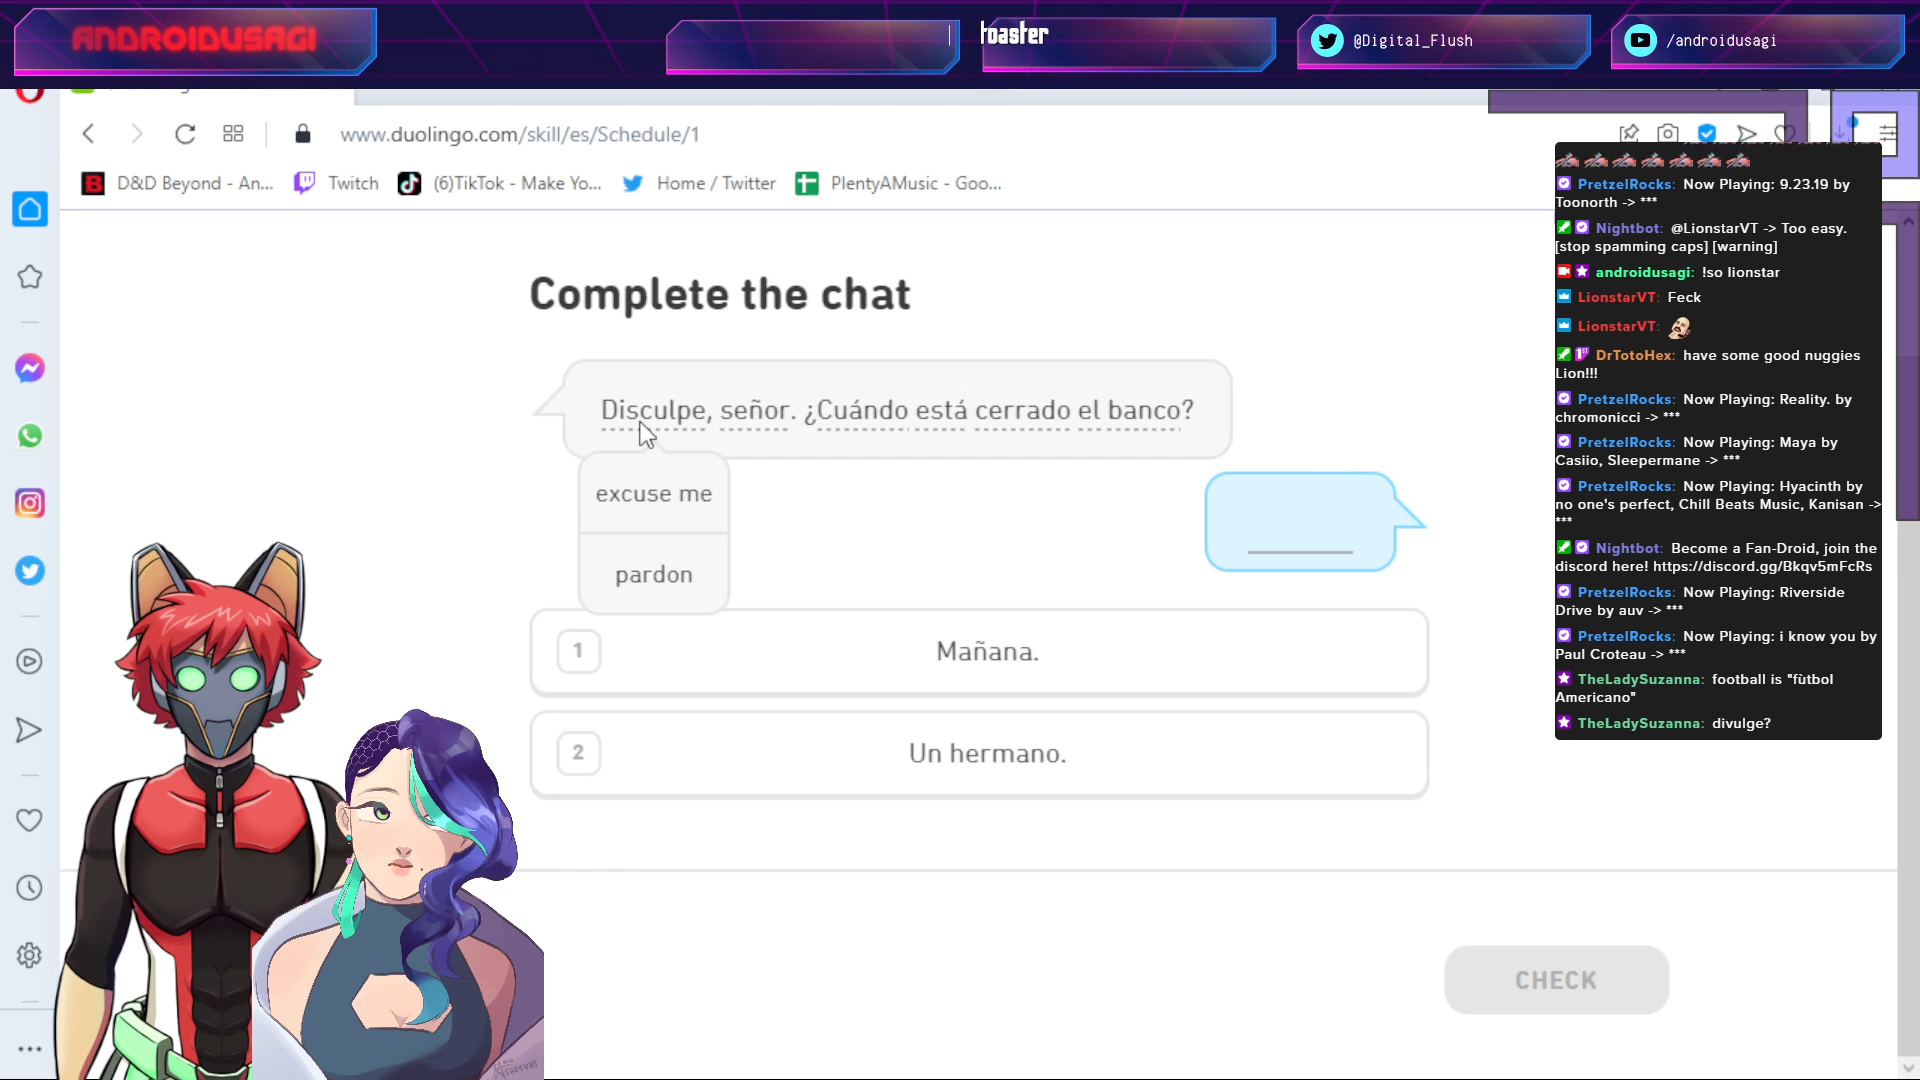 ANDROIDUSAGI
toaster
@Digital_Flush
/androidusagi
www.duolingo.com/skill/es/Schedule/1
D&D Beyond - An...
Twitch
(6)TikTok - Make Yo...
Home / Twitter
PlentyAMusic - Goo...
Complete the chat
Disculpe, señor. ¿Cuándo está cerrado el banco?
excuse me
pardon
1
Mañana.
2
Un hermano.
CHECK
PretzelRocks: Now Playing: 9.23.19 by
Toonorth -> ***
Nightbot: @LionstarVT -> Too easy.
[stop spamming caps] [warning]
androidusagi: !so lionstar
LionstarVT: Feck
LionstarVT:
DrTotoHex: have some good nuggies
Lion!!!
PretzelRocks: Now Playing: Reality. by
chromonicci -> ***
PretzelRocks: Now Playing: Maya by
Casiio, Sleepermane -> ***
PretzelRocks: Now Playing: Hyacinth by
no one's perfect, Chill Beats Music, Kanisan ->
***
Nightbot: Become a Fan-Droid, join the
discord here! https://discord.gg/Bkqv5mFcRs
PretzelRocks: Now Playing: Riverside
Drive by auv -> ***
PretzelRocks: Now Playing: i know you by
Paul Croteau -> ***
TheLadySuzanna: football is "fùtbol
Americano"
TheLadySuzanna: divulge?